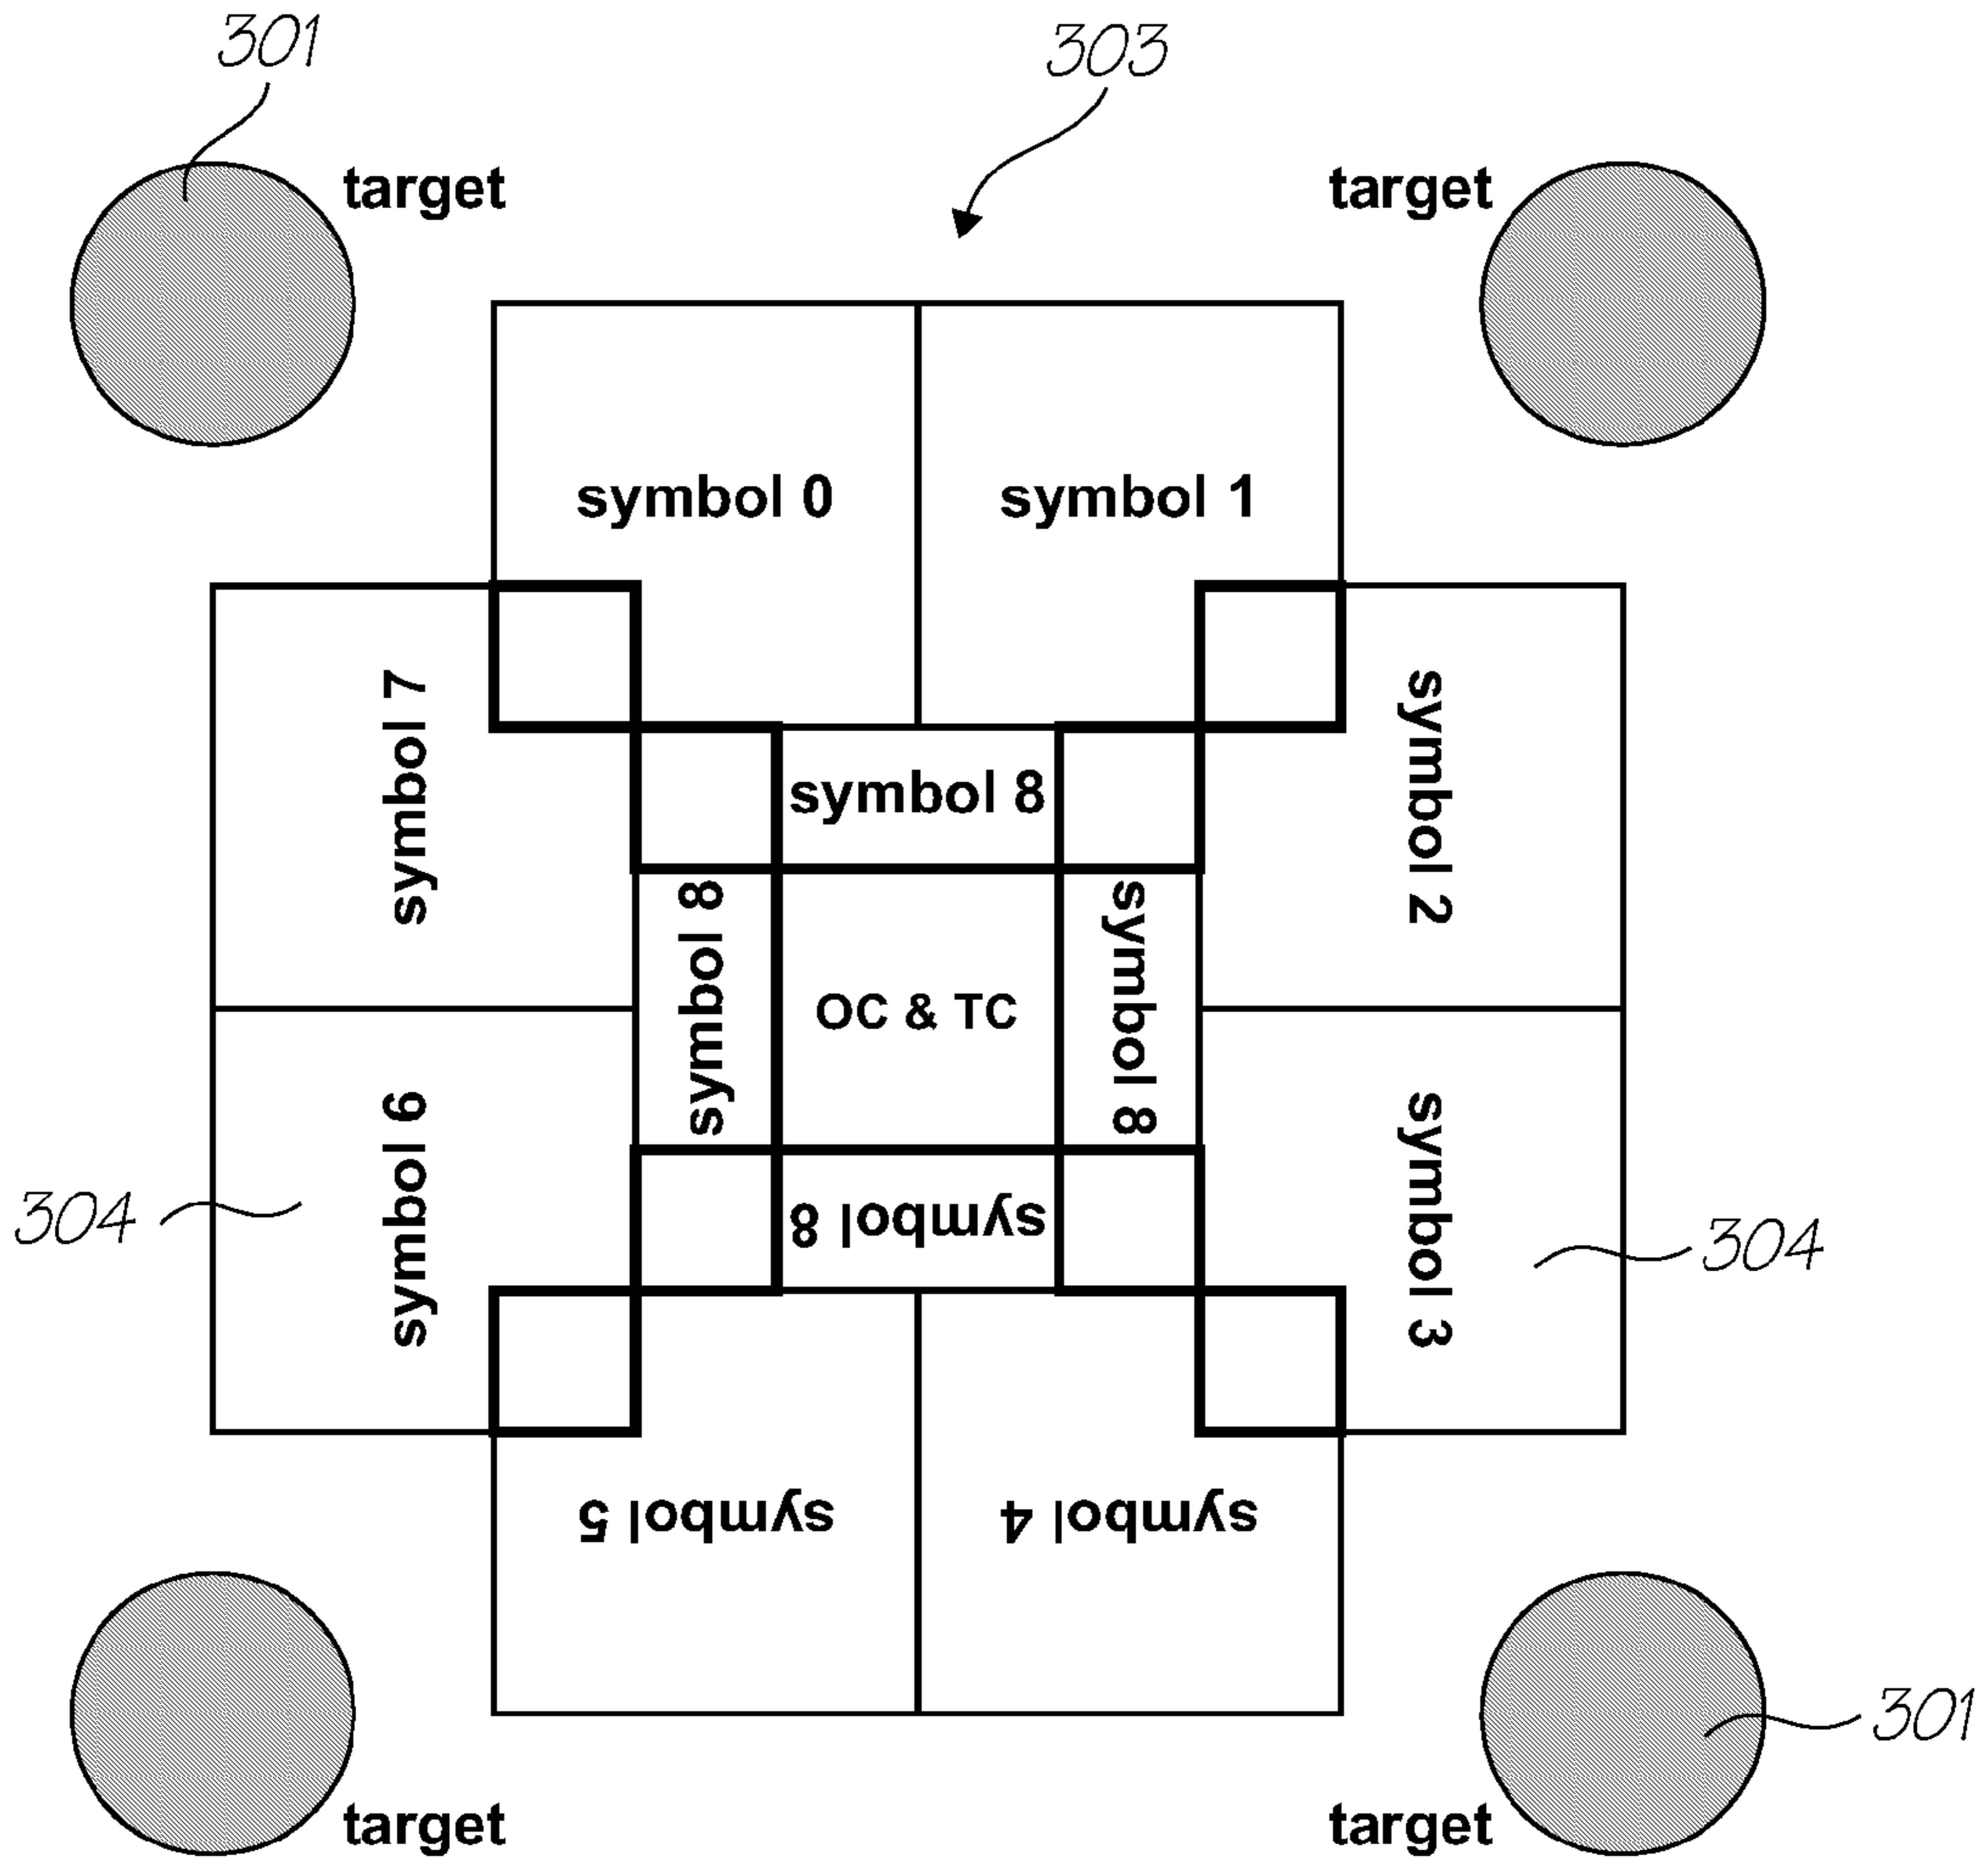 301
303
target
target
symbol 0
symbol 1
symbol 7
symbol 2
symbol 8
symbol 8
OC & TC
symbol 8
symbol 6
symbol 3
304
symbol 8
304
symbol 5
symbol 4
301
target
target